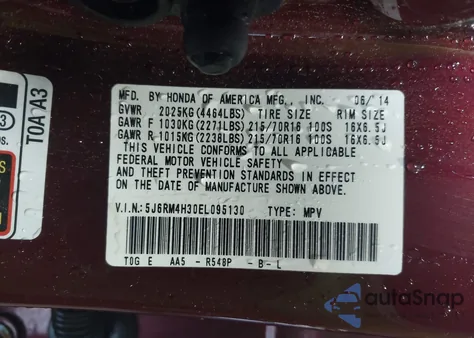 MFD. BY HONDA OF AMERICA MFG., INC. 06/14
GVWR 2025KG(4464LBS) TIRE SIZE RIM SIZE
GAWR F 1030KG(2271LBS) 215/70R16 100S 16X6.5J
GAWR R 1015KG(2238LBS) 215/70R16 100S 16X6.5J
THIS VEHICLE CONFORMS TO ALL APPLICABLE
FEDERAL MOTOR VEHICLE SAFETY
AND THEFT PREVENTION STANDARDS IN EFFECT
ON THE DATE OF MANUFACTURE SHOWN ABOVE.
V.I.N.: 5J6RM4H30EL095130 TYPE: MPV
T0G E AA5 - R548P - B - L
T0A A3
3
autoSnap